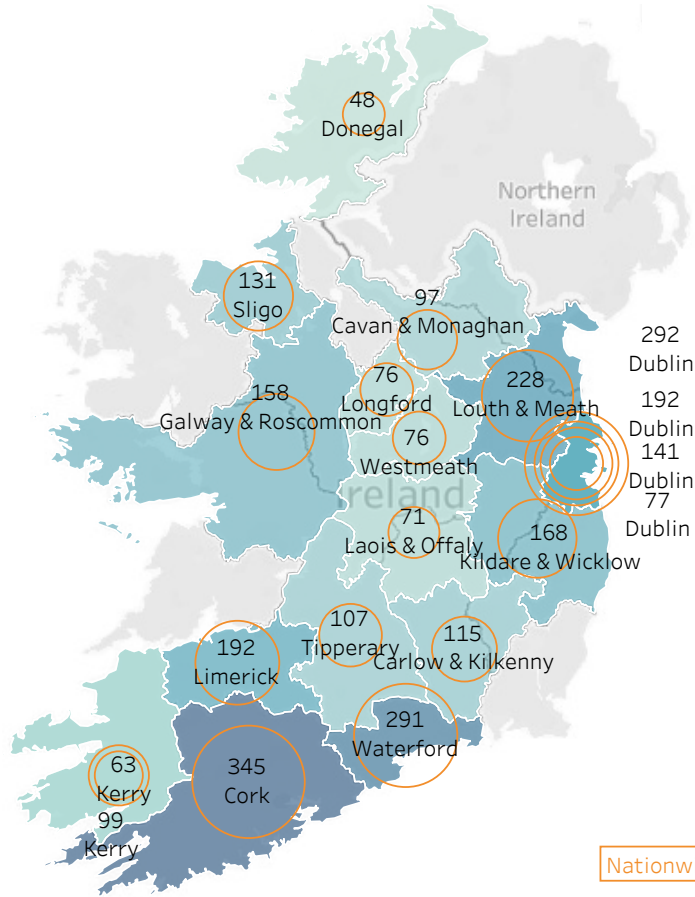 48
Donegal
Northern
Ireland
131
Sligo
97
Cavan & Monaghan
292
Dublin
158
Galway & Roscommon
76
Longford
228
Louth & Meath
192
Dublin
76
Westmeath
141
Dublin
77
Dublin
Ireland
71
Laois & Offaly
168
Kildare & Wicklow
107
Tipperary
115
Carlow & Kilkenny
192
Limerick
291
Waterford
63
Kerry
345
Cork
99
Kerry
Nationw